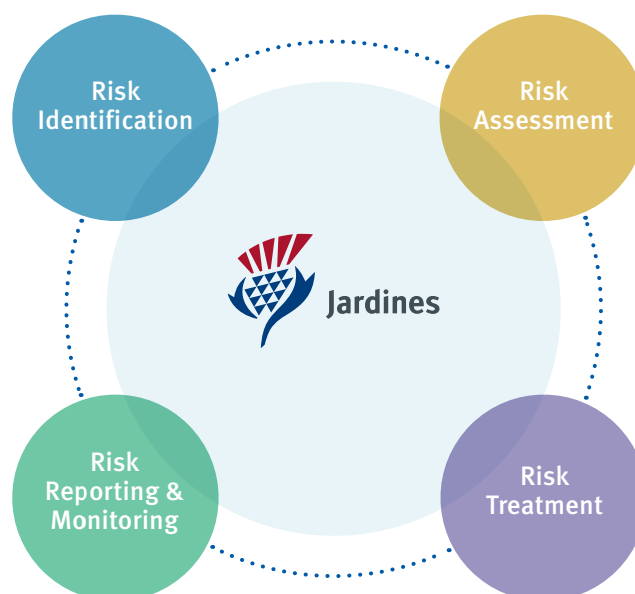 Risk
Identification
Risk
Assessment
Jardines
Risk
Reporting &
Monitoring
Risk
Treatment